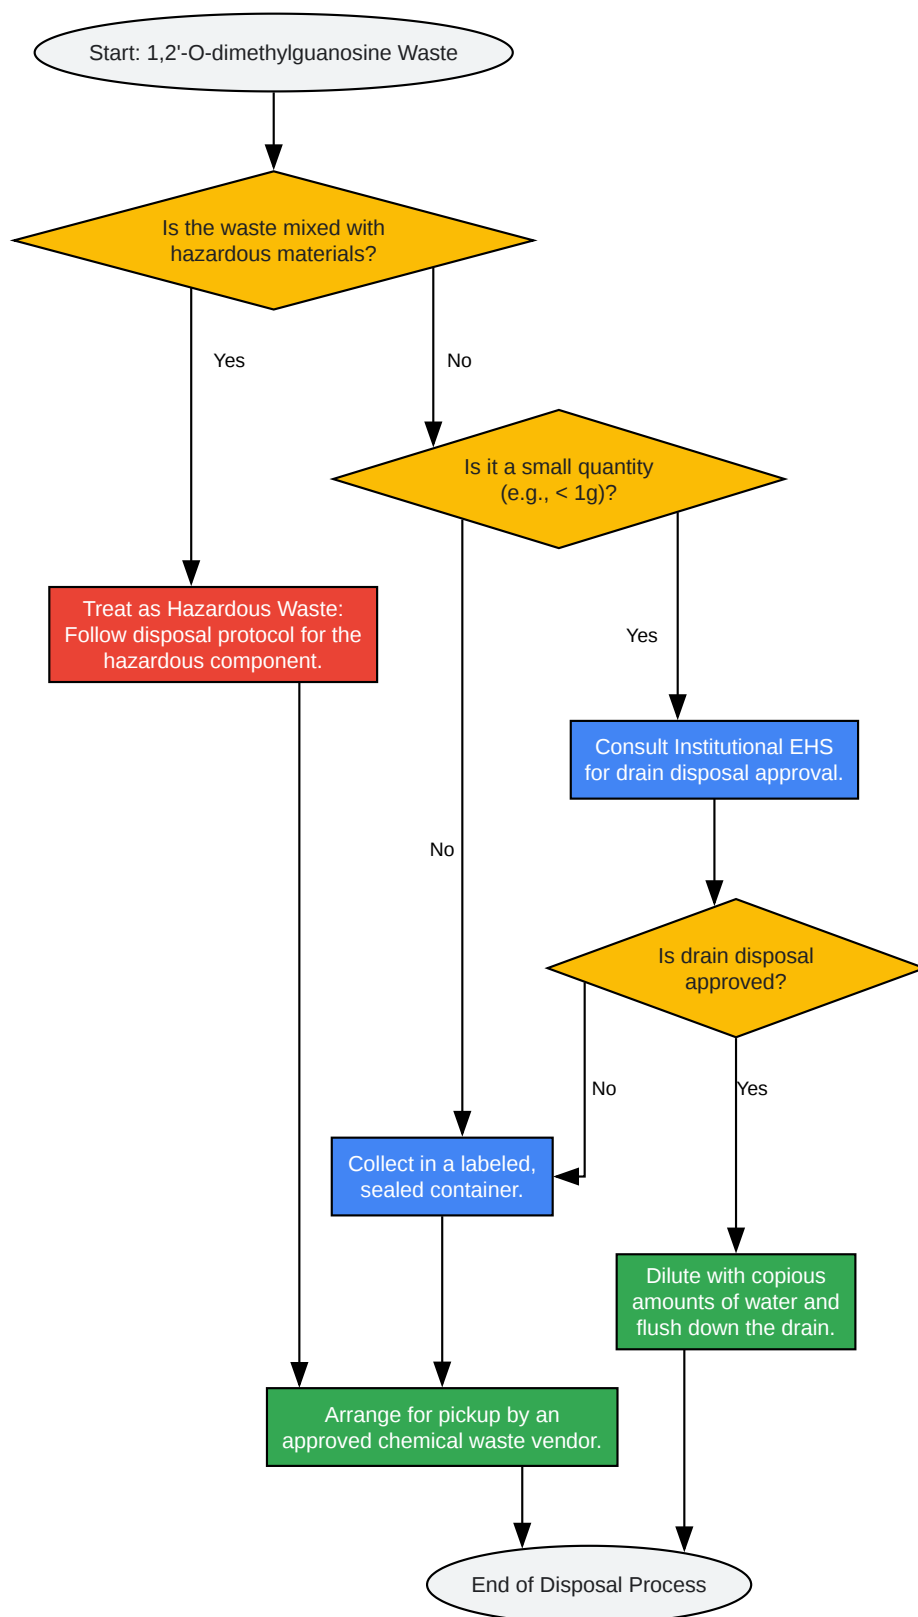 Start: 1,2'-O-dimethylguanosine Waste
Is the waste mixed with
hazardous materials?
Yes
No
Is it a small quantity
(e.g., < 1g)?
Treat as Hazardous Waste:
Follow disposal protocol for the
hazardous component.
Yes
Consult Institutional EHS
for drain disposal approval.
No
Is drain disposal
approved?
No
Yes
Collect in a labeled,
sealed container.
Dilute with copious
amounts of water and
flush down the drain.
Arrange for pickup by an
approved chemical waste vendor.
End of Disposal Process